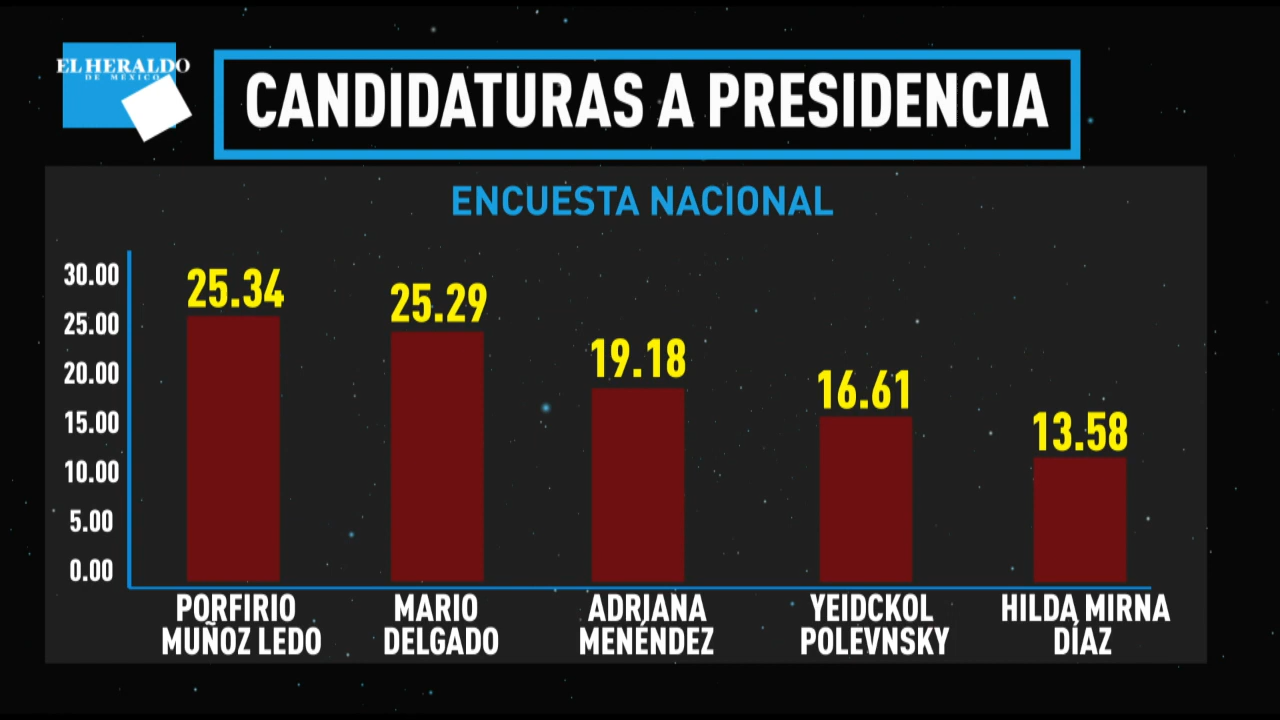 EL HERALDO
DE MÉXICO
CANDIDATURAS A PRESIDENCIA
ENCUESTA NACIONAL
30.00
25.00
20.00
15.00
10.00
5.00
0.00
25.34
25.29
19.18
16.61
13.58
PORFIRIO
MUÑOZ LEDO
MARIO
DELGADO
ADRIANA
MENÉNDEZ
YEIDCKOL
POLEVNSKY
HILDA MIRNA
DÍAZ